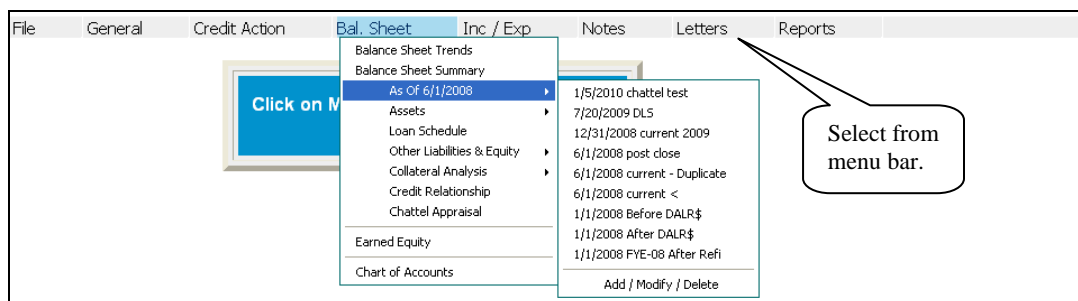 File General Credit Action Bal. Sheet Inc / Exp Notes Letters Reports
Click on M
Balance Sheet Trends
Balance Sheet Summary
As Of 6/1/2008
Assets
Loan Schedule
Other Liabilities & Equity
Collateral Analysis
Credit Relationship
Chattel Appraisal
Earned Equity
Chart of Accounts
1/5/2010 chattel test
7/20/2009 DLS
12/31/2008 current 2009
6/1/2008 post close
6/1/2008 current - Duplicate
6/1/2008 current <
1/1/2008 Before DALR$
1/1/2008 After DALR$
1/1/2008 FYE-08 After Refi
Add / Modify / Delete
Select from
menu bar.